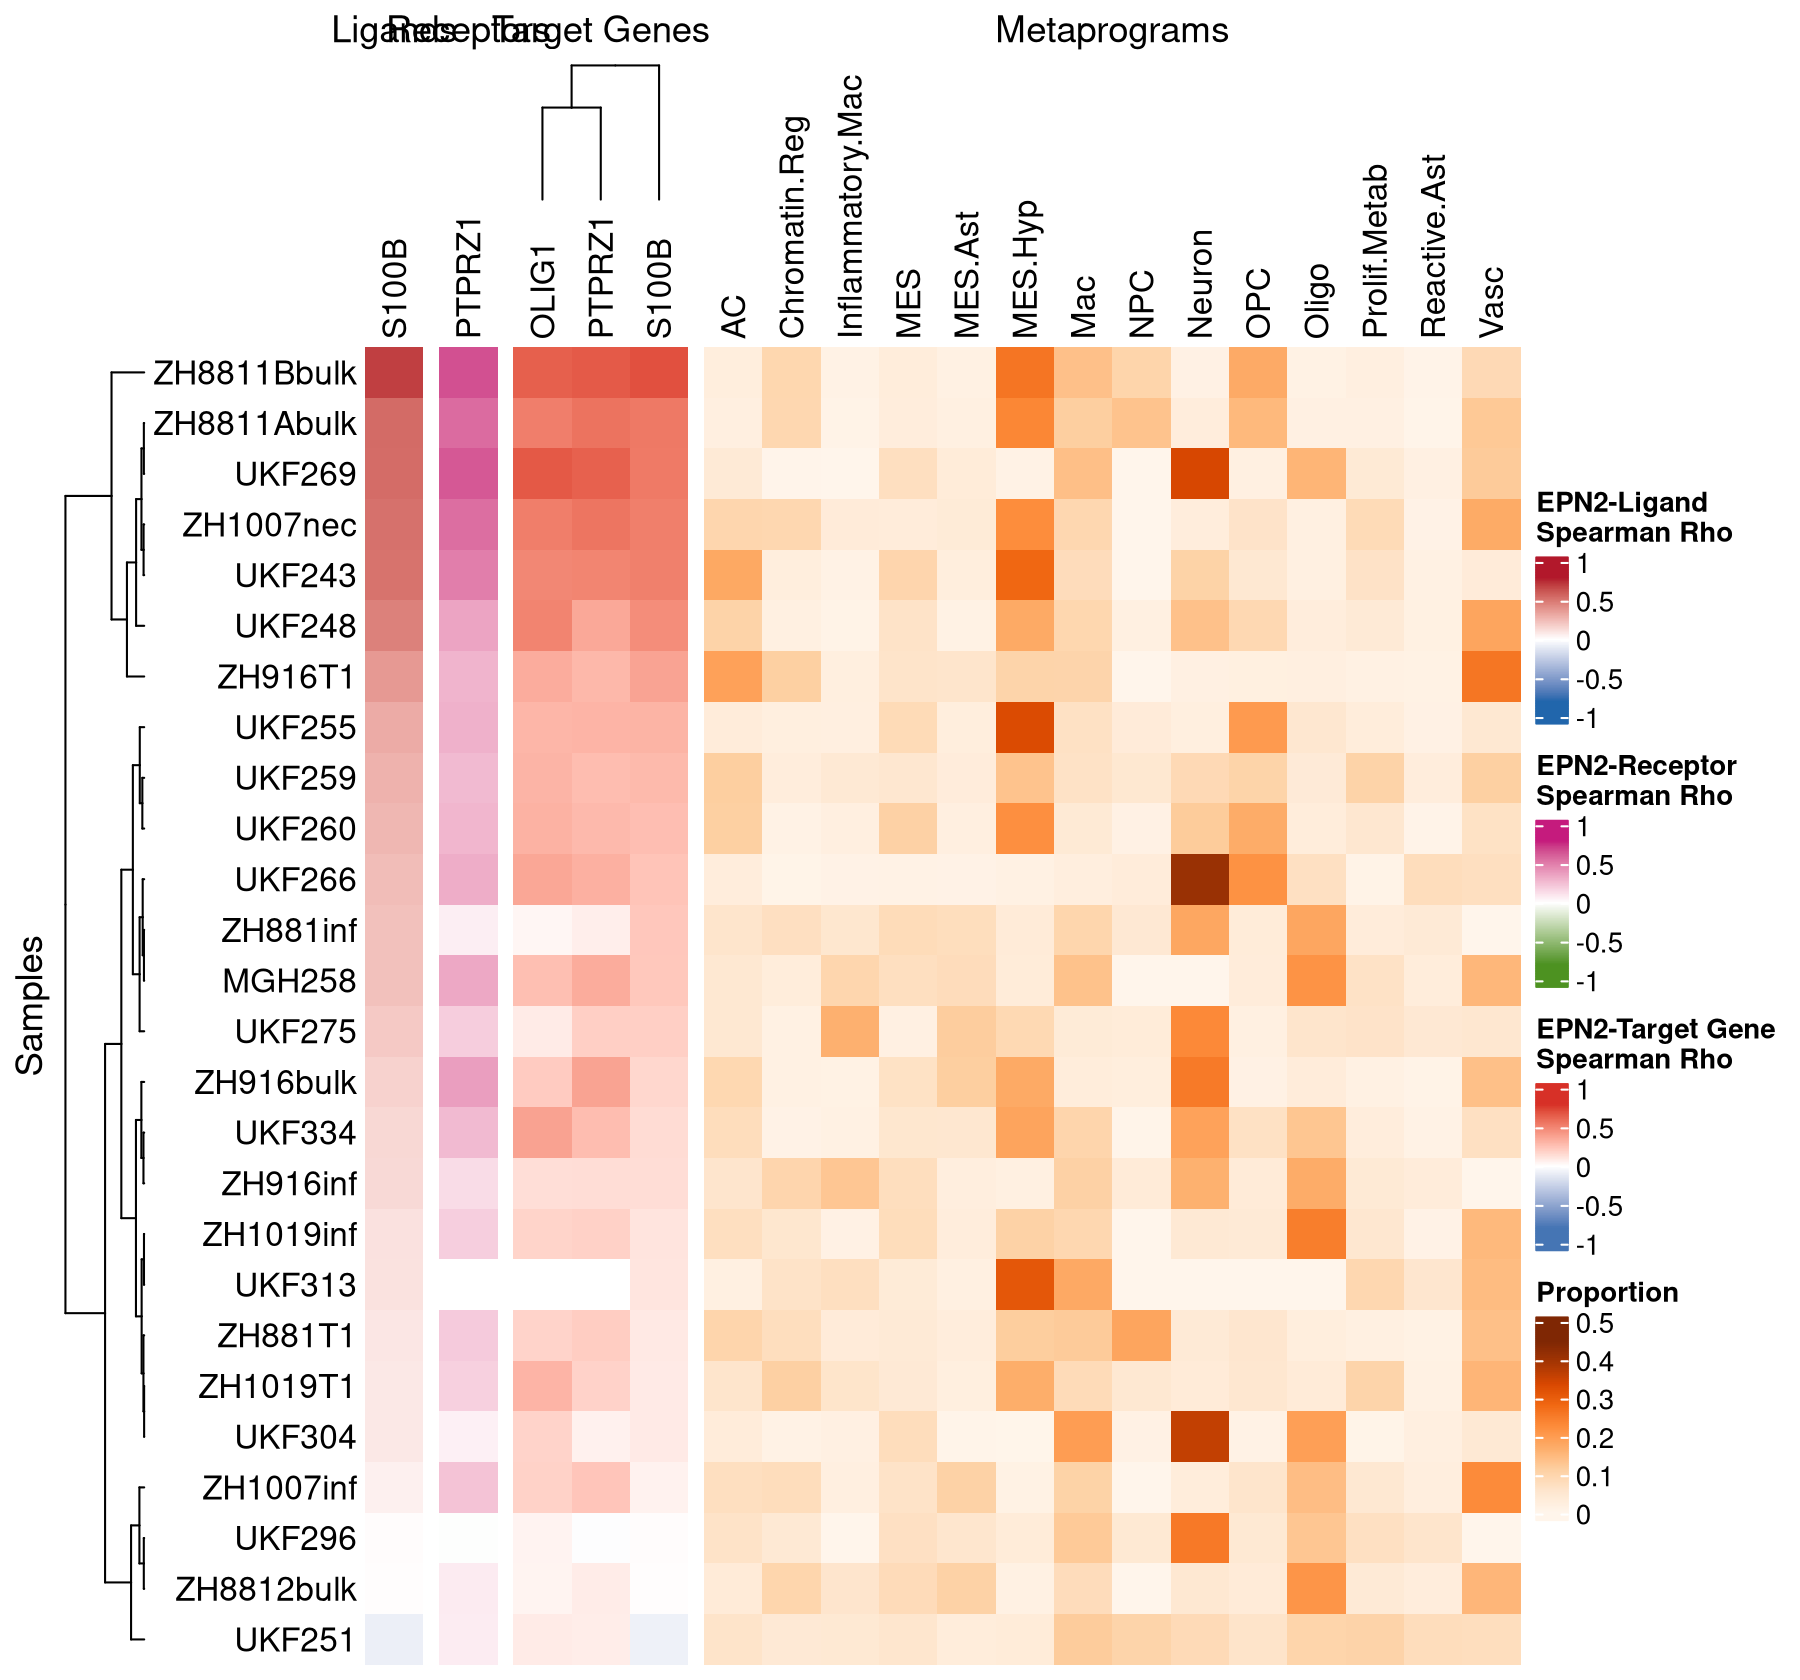 Ligands Receptors Target Genes Metaprograms
S100B
PTPRZ1
OLIG1
PTPRZ1
S100B
AC
Chromatin.Reg
Inflammatory.Mac
MES
MES.Ast
MES.Hyp
Mac
NPC
Neuron
OPC
Oligo
Prolif.Metab
Reactive.Ast
Vasc
Samples
ZH8811Bbulk
ZH8811Abulk
UKF269
ZH1007nec
UKF243
UKF248
ZH916T1
UKF255
UKF259
UKF260
UKF266
ZH881inf
MGH258
UKF275
ZH916bulk
UKF334
ZH916inf
ZH1019inf
UKF313
ZH881T1
ZH1019T1
UKF304
ZH1007inf
UKF296
ZH8812bulk
UKF251
EPN2-Ligand
Spearman Rho
1
0.5
0
-0.5
-1
EPN2-Receptor
Spearman Rho
1
0.5
0
-0.5
-1
EPN2-Target Gene
Spearman Rho
1
0.5
0
-0.5
-1
Proportion
0.5
0.4
0.3
0.2
0.1
0